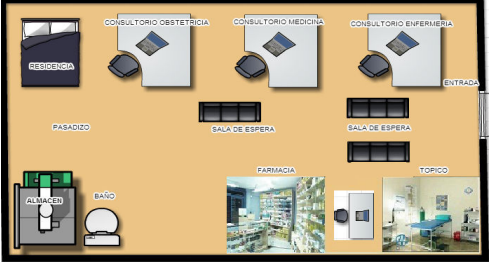 CONSULTORIO OBSTETRICIA
CONSULTORIO MEDICINA
CONSULTORIO ENFERMERIA
RESIDENCIA
ENTRADA
PASADIZO
SALA DE ESPERA
SALA DE ESPERA
FARMACIA
TOPICO
ALMACEN
BAÑO